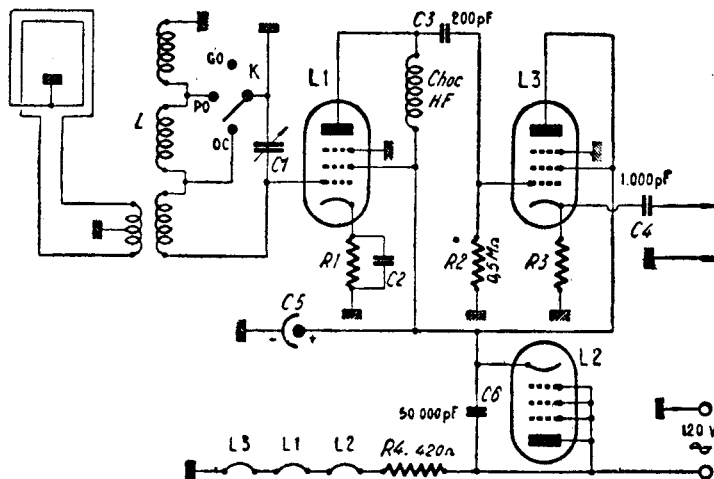 C3
200pF
L
GO
PO
OC
K
C1
L1
Choc
HF
L3
1.000pF
C4
R1
C2
R2
0,5MΩ
R3
C5
-
+
L2
C6
50.000pF
120 V
~
L3
L1
L2
R4. 420Ω